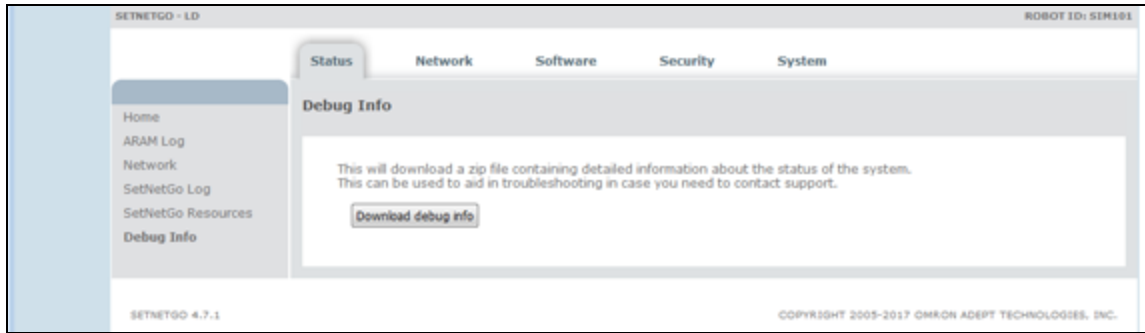 SETNETGO - LD
ROBOT ID: SIM101
Status
Network
Software
Security
System
Debug Info
Home
ARAM Log
Network
SetNetGo Log
SetNetGo Resources
Debug Info
This will download a zip file containing detailed information about the status of the system.
This can be used to aid in troubleshooting in case you need to contact support.
Download debug info
SETNETGO 4.7.1
COPYRIGHT 2005-2017 OMRON ADEPT TECHNOLOGIES, INC.